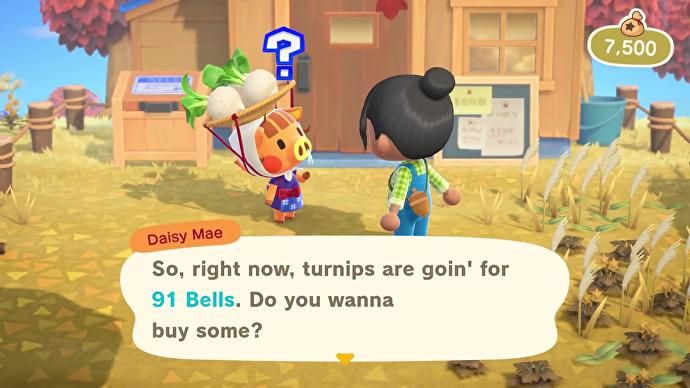 7,500
Daisy Mae
So, right now, turnips are goin' for
91 Bells. Do you wanna
buy some?